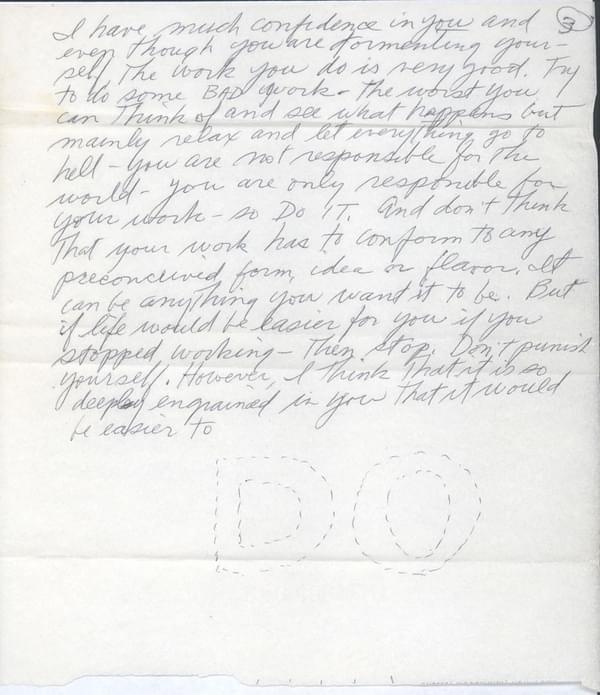 3
I have much confidence in you and
even though you are tormenting your-
self, the work you do is very good. Try
to do some BAD work - the worst you
can think of and see what happens but
mainly relax and let everything go to
hell - you are not responsible for the
world - you are only responsible for
your work - so DO IT. And don't think
that your work has to conform to any
preconceived form, idea or flavor. It
can be anything you want it to be. But
if life would be easier for you if you
stopped working - then stop. Don't punish
yourself. However, I think that it is so
deeply engrained in you that it would
be easier to
DO